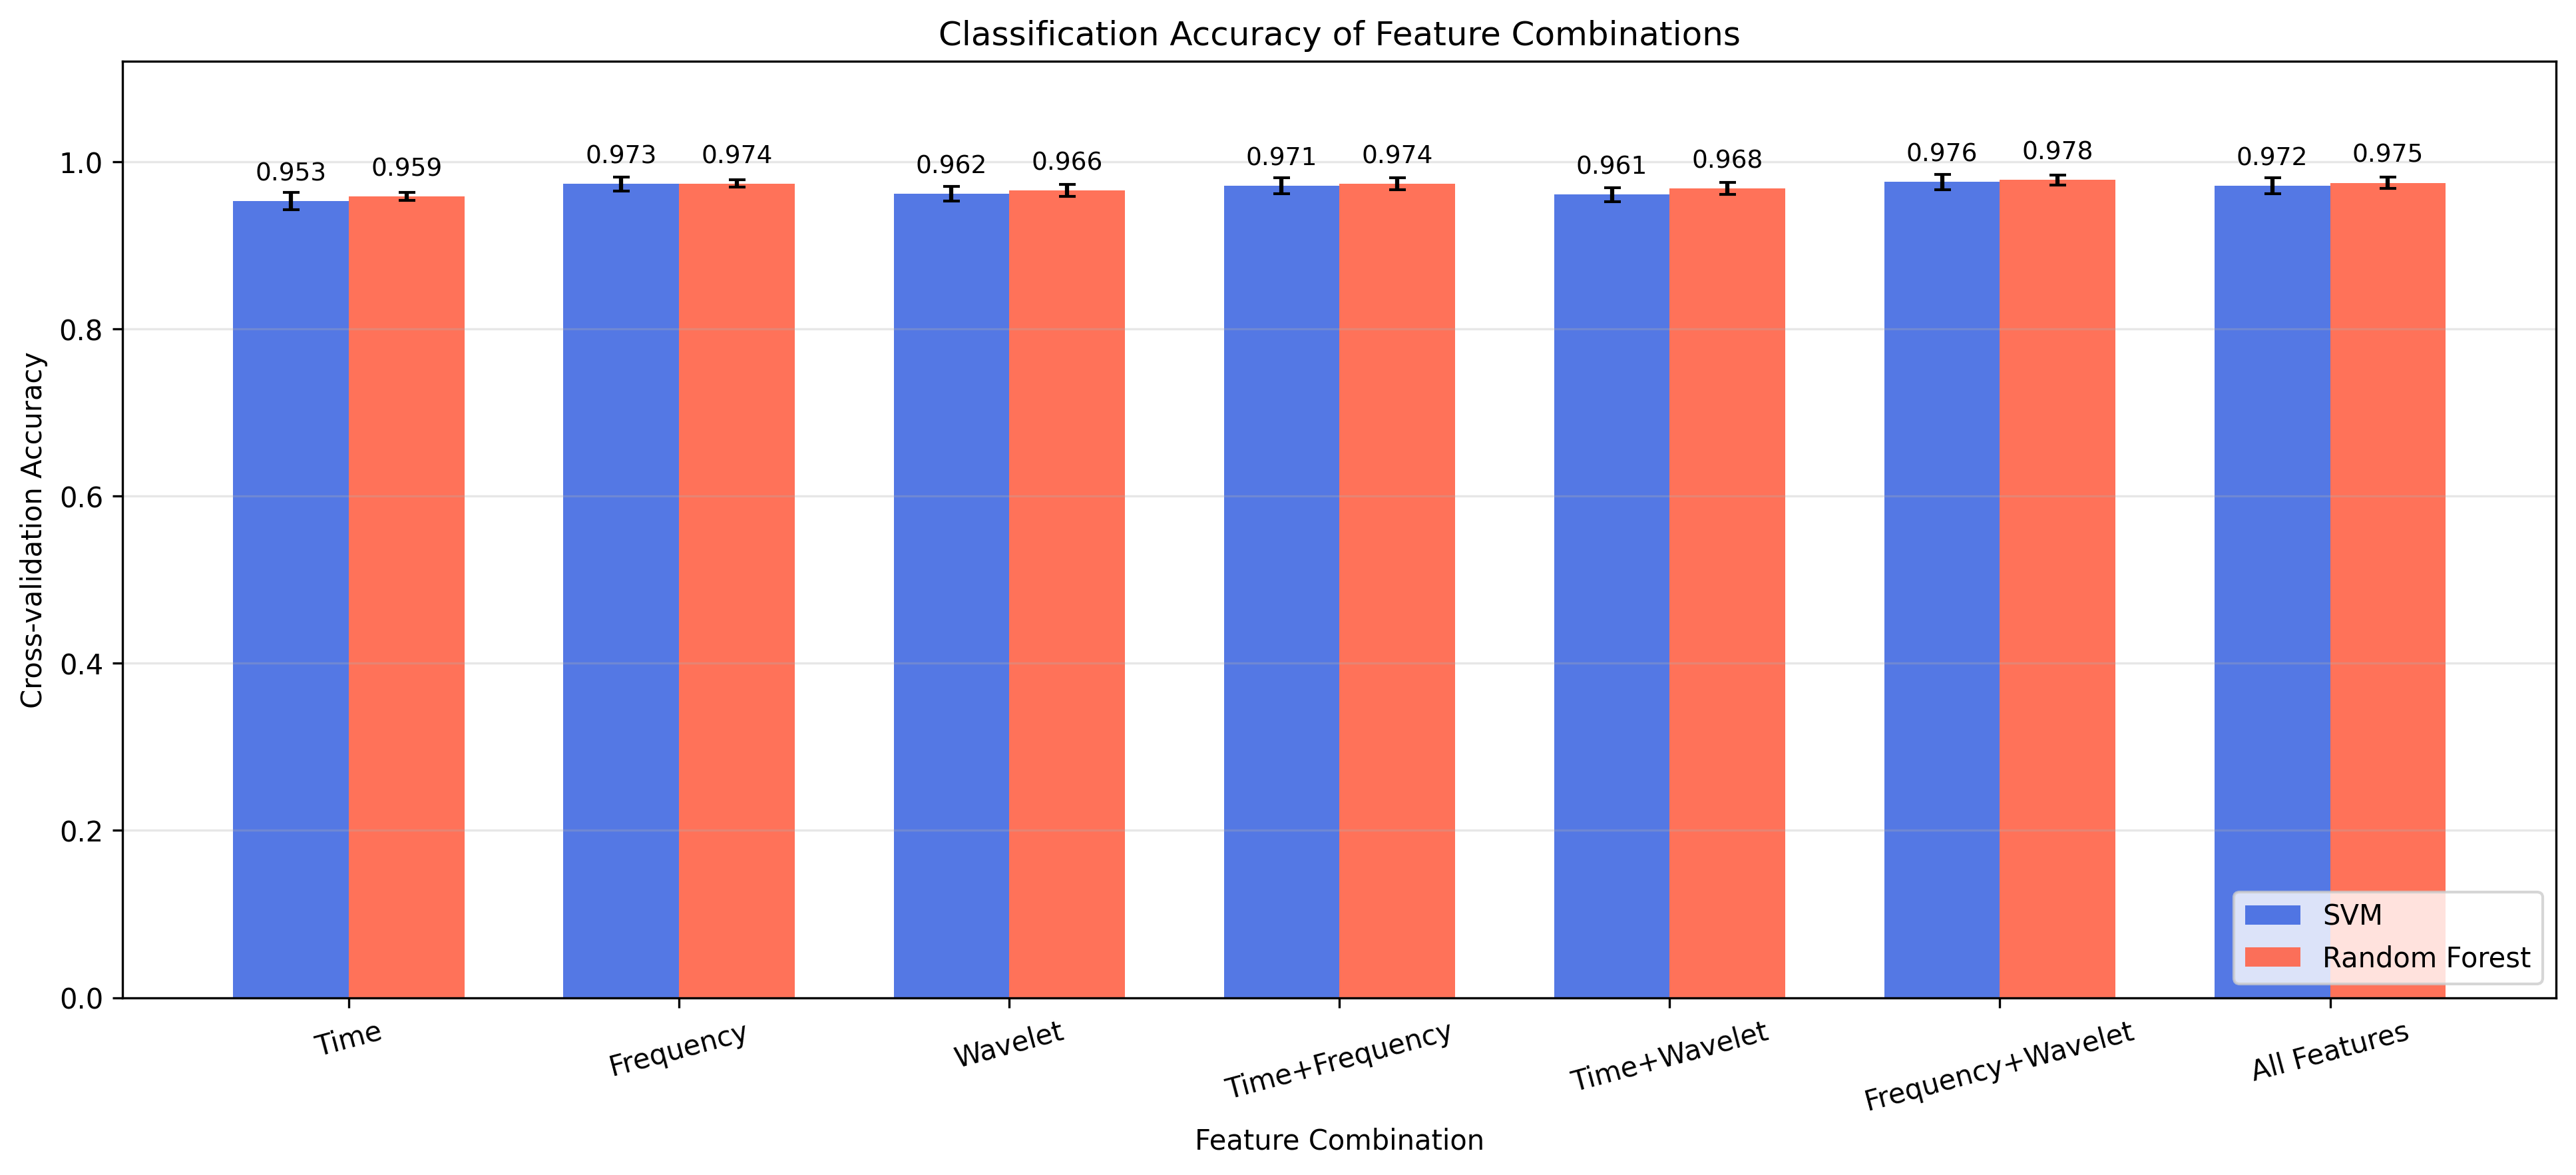 Classification Accuracy of Feature Combinations
Cross-validation Accuracy
1.0
0.8
0.6
0.4
0.2
0.0
0.953 0.959 0.973 0.974 0.962 0.966 0.971 0.974 0.961 0.968 0.976 0.978 0.972 0.975
SVM
Random Forest
Time Frequency Wavelet Time+Frequency Time+Wavelet Frequency+Wavelet All Features
Feature Combination